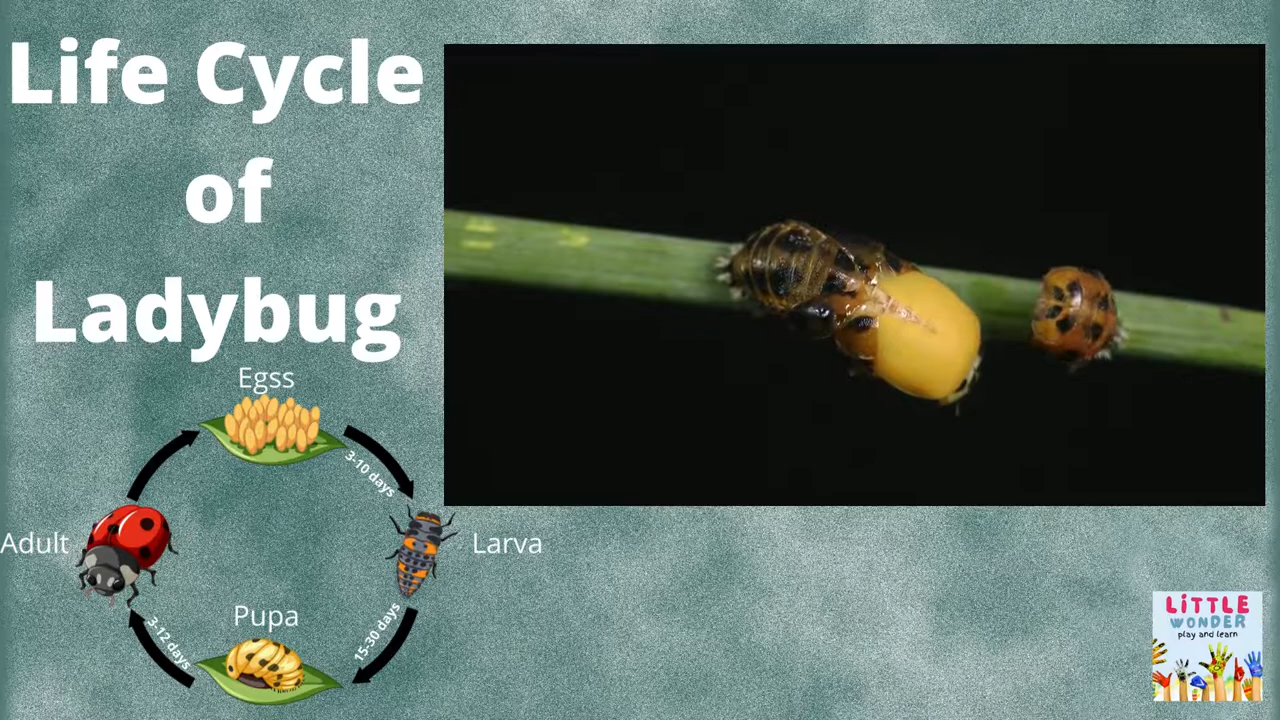 Life Cycle
of
Ladybug
Egss
3-10 days
Adult
Larva
Pupa
15-30 days
3-12 days
LiTTLE
WONDER
play and learn